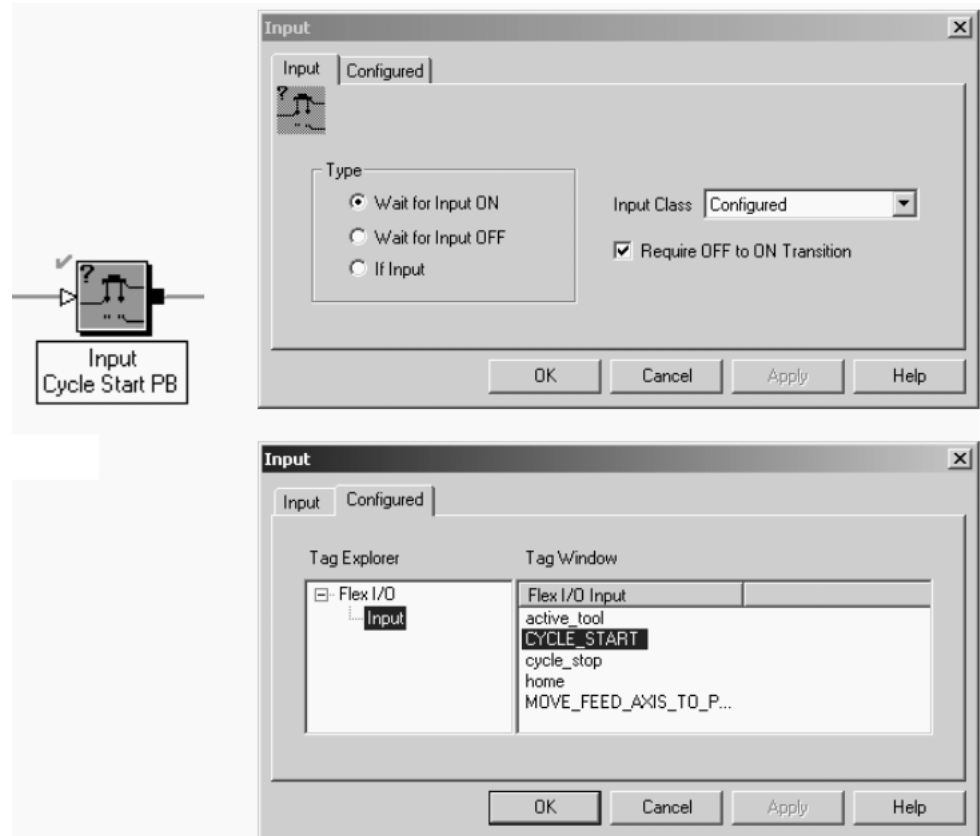 Input
Input Configured
?
Type
Wait for Input ON
Wait for Input OFF
If Input
Input Class Configured
Require OFF to ON Transition
OK Cancel Apply Help
?
Input
Cycle Start PB
Input
Input Configured
Tag Explorer
Flex I/O
Input
Tag Window
Flex I/O Input
active_tool
CYCLE_START
cycle_stop
home
MOVE_FEED_AXIS_TO_P...
OK Cancel Apply Help